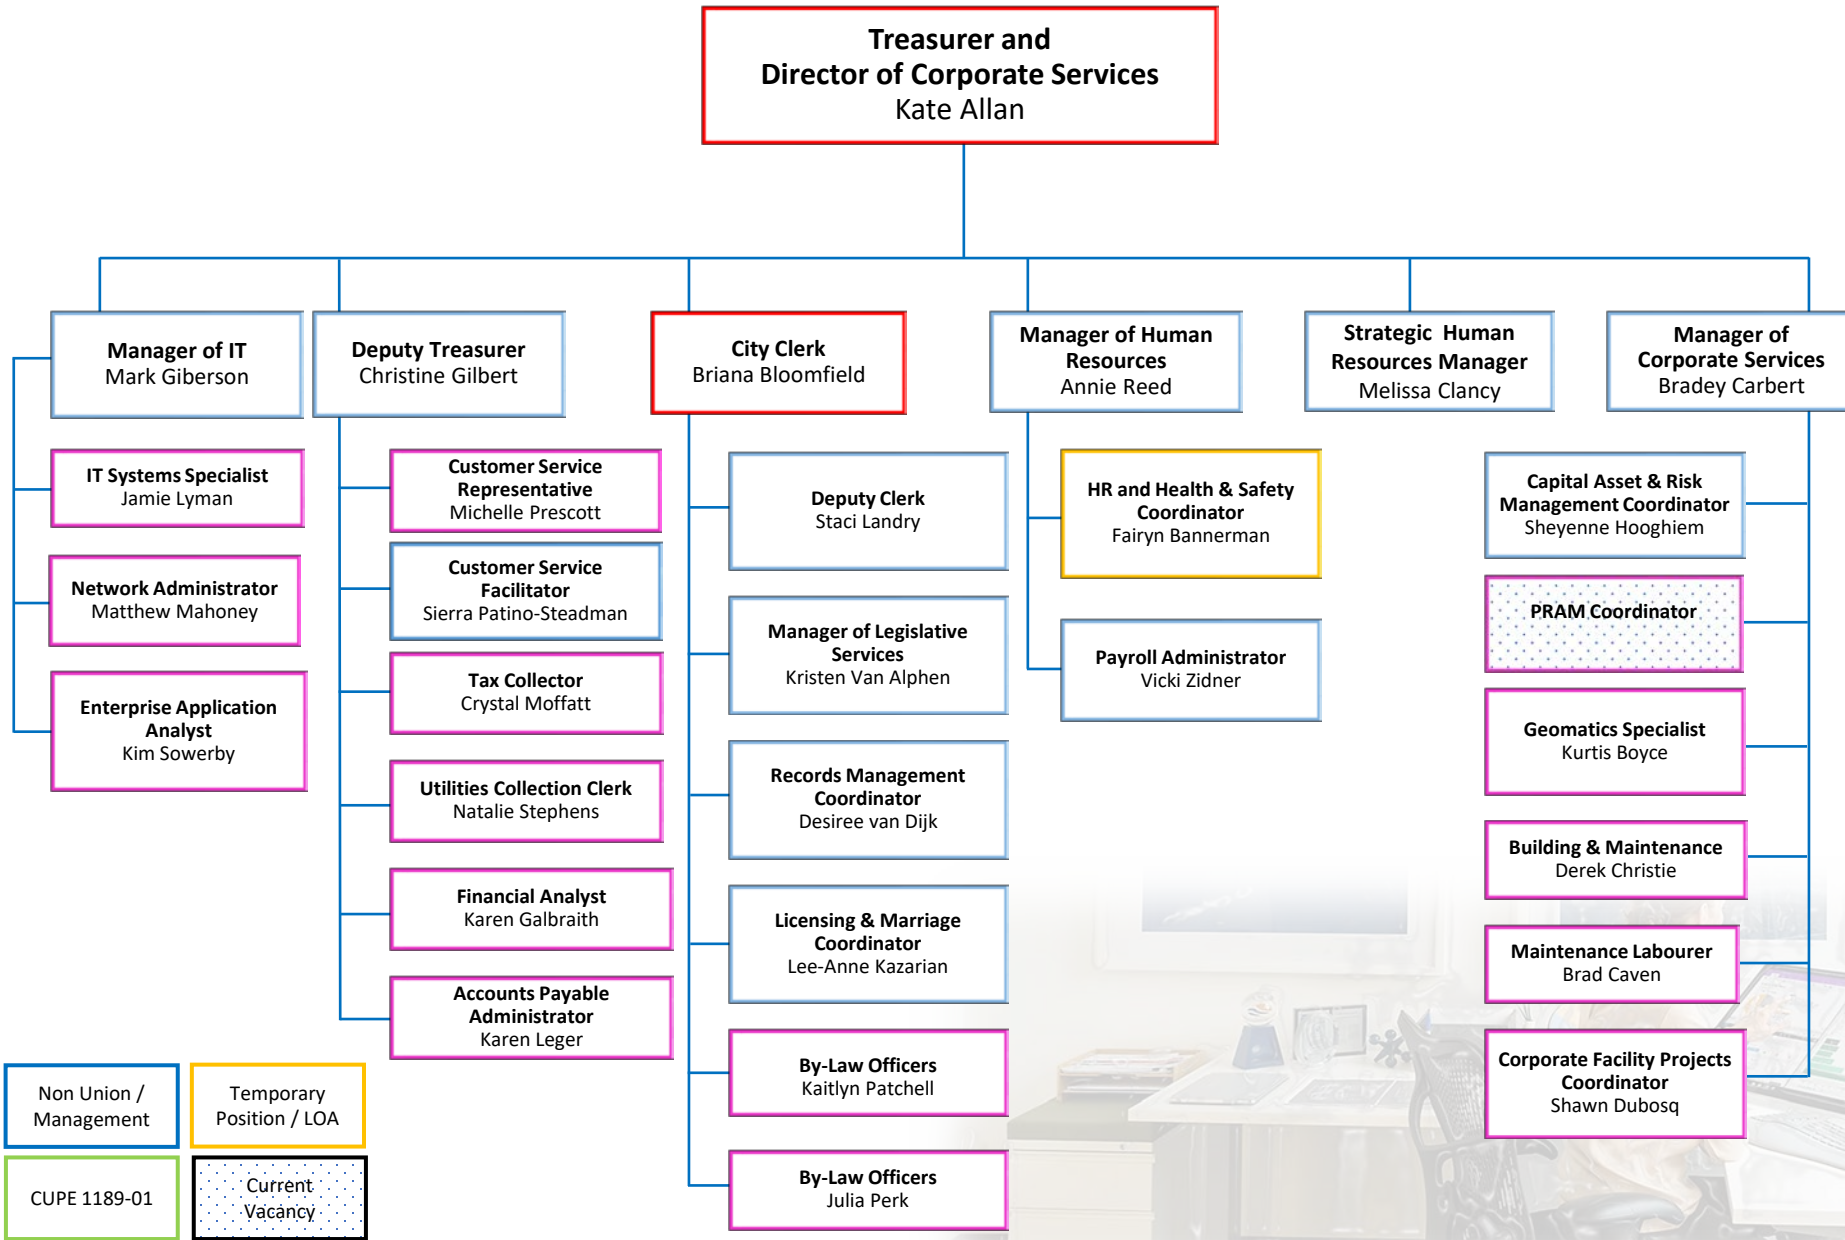 Treasurer and
Director of Corporate Services
Kate Allan
Manager of IT
Mark Giberson
Deputy Treasurer
Christine Gilbert
City Clerk
Briana Bloomfield
Manager of Human
Resources
Annie Reed
Strategic Human
Resources Manager
Melissa Clancy
Manager of
Corporate Services
Bradey Carbert
IT Systems Specialist
Jamie Lyman
Network Administrator
Matthew Mahoney
Enterprise Application
Analyst
Kim Sowerby
Customer Service
Representative
Michelle Prescott
Customer Service
Facilitator
Sierra Patino-Steadman
Tax Collector
Crystal Moffatt
Utilities Collection Clerk
Natalie Stephens
Financial Analyst
Karen Galbraith
Accounts Payable
Administrator
Karen Leger
Deputy Clerk
Staci Landry
Manager of Legislative
Services
Kristen Van Alphen
Records Management
Coordinator
Desiree van Dijk
Licensing & Marriage
Coordinator
Lee-Anne Kazarian
By-Law Officers
Kaitlyn Patchell
By-Law Officers
Julia Perk
HR and Health & Safety
Coordinator
Fairyn Bannerman
Payroll Administrator
Vicki Zidner
Capital Asset & Risk
Management Coordinator
Sheyenne Hooghiem
PRAM Coordinator
Geomatics Specialist
Kurtis Boyce
Building & Maintenance
Derek Christie
Maintenance Labourer
Brad Caven
Corporate Facility Projects
Coordinator
Shawn Dubosq
Non Union /
Management
Temporary
Position / LOA
CUPE 1189-01
Current
Vacancy